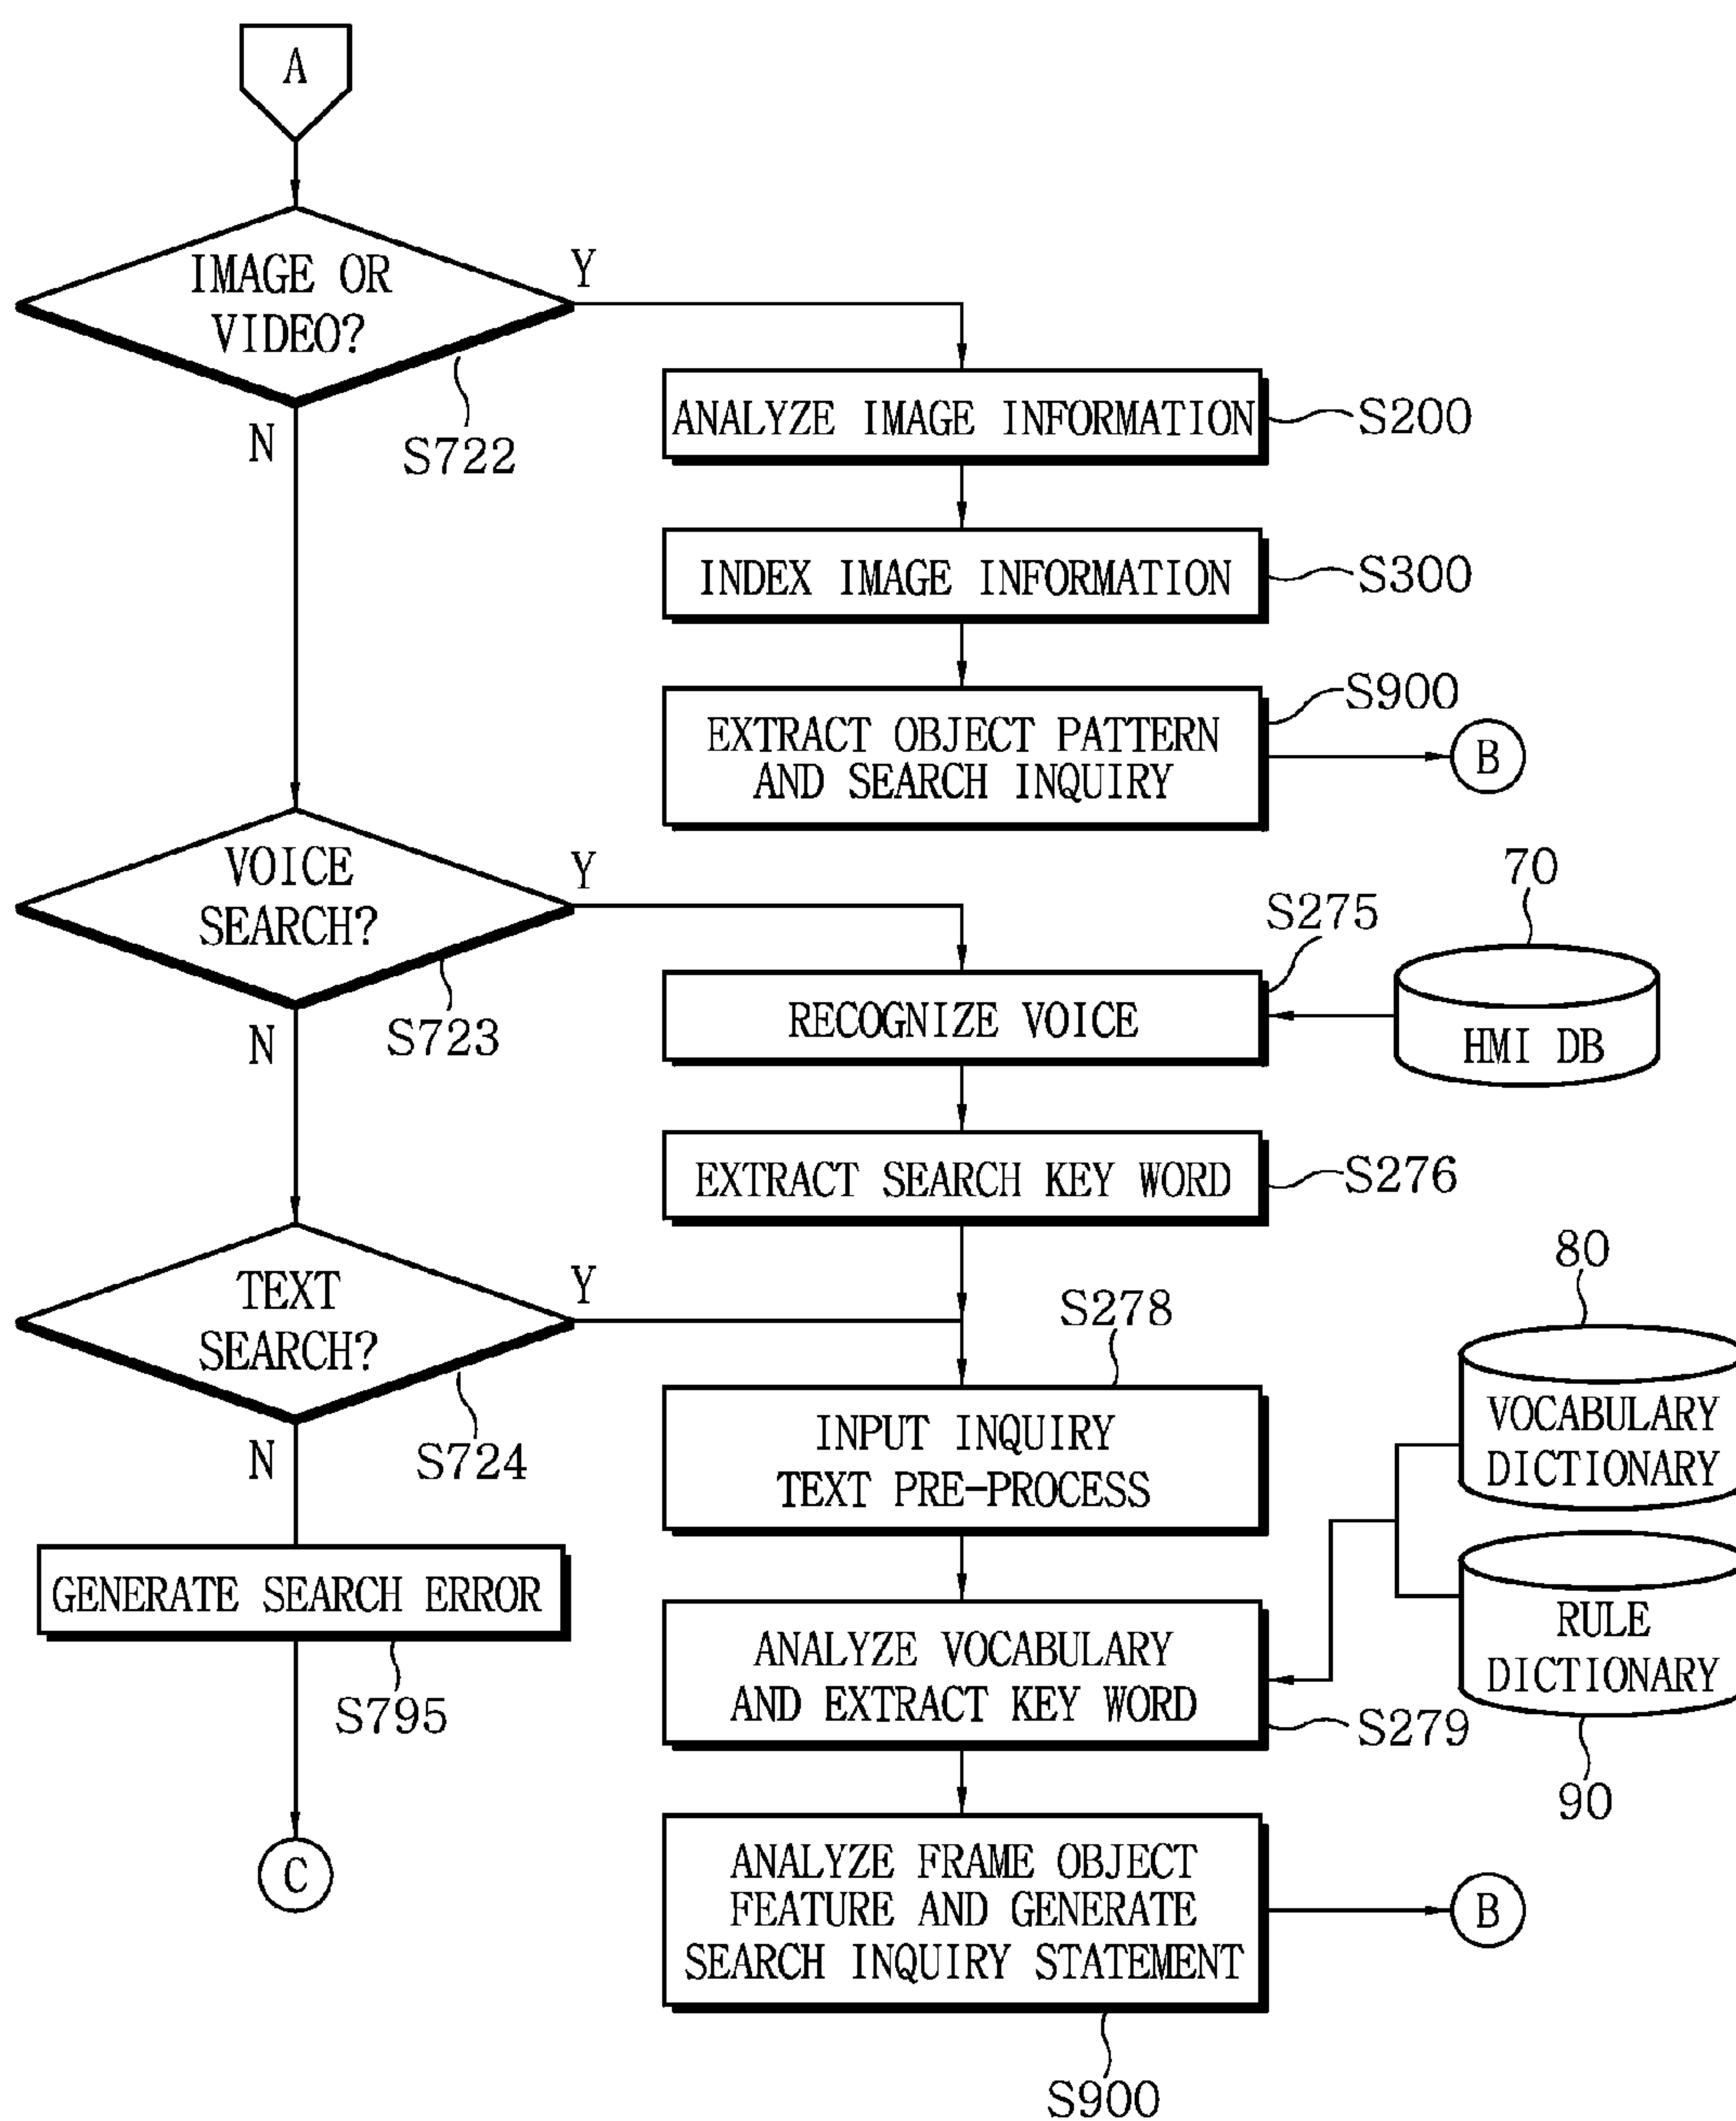 A
IMAGE OR
VIDEO?
Y
N
S722
ANALYZE IMAGE INFORMATION
S200
INDEX IMAGE INFORMATION
S300
EXTRACT OBJECT PATTERN
AND SEARCH INQUIRY
S900
B
VOICE
SEARCH?
Y
N
S723
RECOGNIZE VOICE
S275
70
HMI DB
EXTRACT SEARCH KEY WORD
S276
TEXT
SEARCH?
Y
N
S724
S278
INPUT INQUIRY
TEXT PRE-PROCESS
80
VOCABULARY
DICTIONARY
RULE
DICTIONARY
90
GENERATE SEARCH ERROR
S795
C
ANALYZE VOCABULARY
AND EXTRACT KEY WORD
S279
ANALYZE FRAME OBJECT
FEATURE AND GENERATE
SEARCH INQUIRY STATEMENT
B
S900